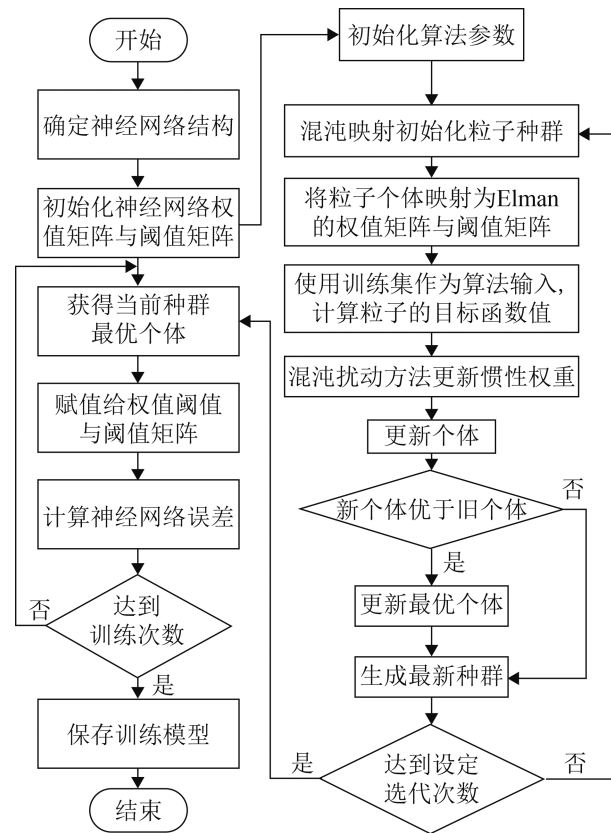 开始
确定神经网络结构
初始化神经网络权
值矩阵与阈值矩阵
获得当前种群
最优个体
赋值给权值阈值
与阈值矩阵
计算神经网络误差
否
达到
训练次数
是
保存训练模型
结束
初始化算法参数
混沌映射初始化粒子种群
将粒子个体映射为Elman
的权值矩阵与阈值矩阵
使用训练集作为算法输入,
计算粒子的目标函数值
混沌扰动方法更新惯性权重
更新个体
新个体优于旧个体
否
是
更新最优个体
生成最新种群
是
达到设定
迭代次数
否